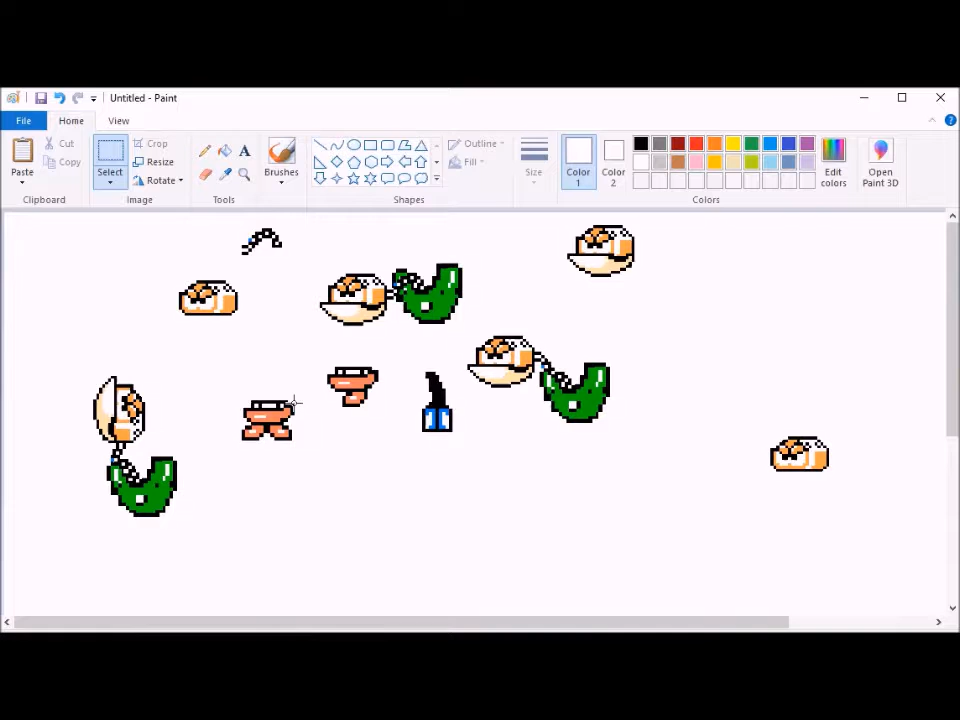 Untitled - Paint
File Home View
Paste
Cut
Copy
Clipboard
Select
Crop
Resize
Rotate
Image
A
Tools
Brushes
Shapes
Outline
Fill
Size
Color 1
Color 2
Edit colors
Colors
Open Paint 3D